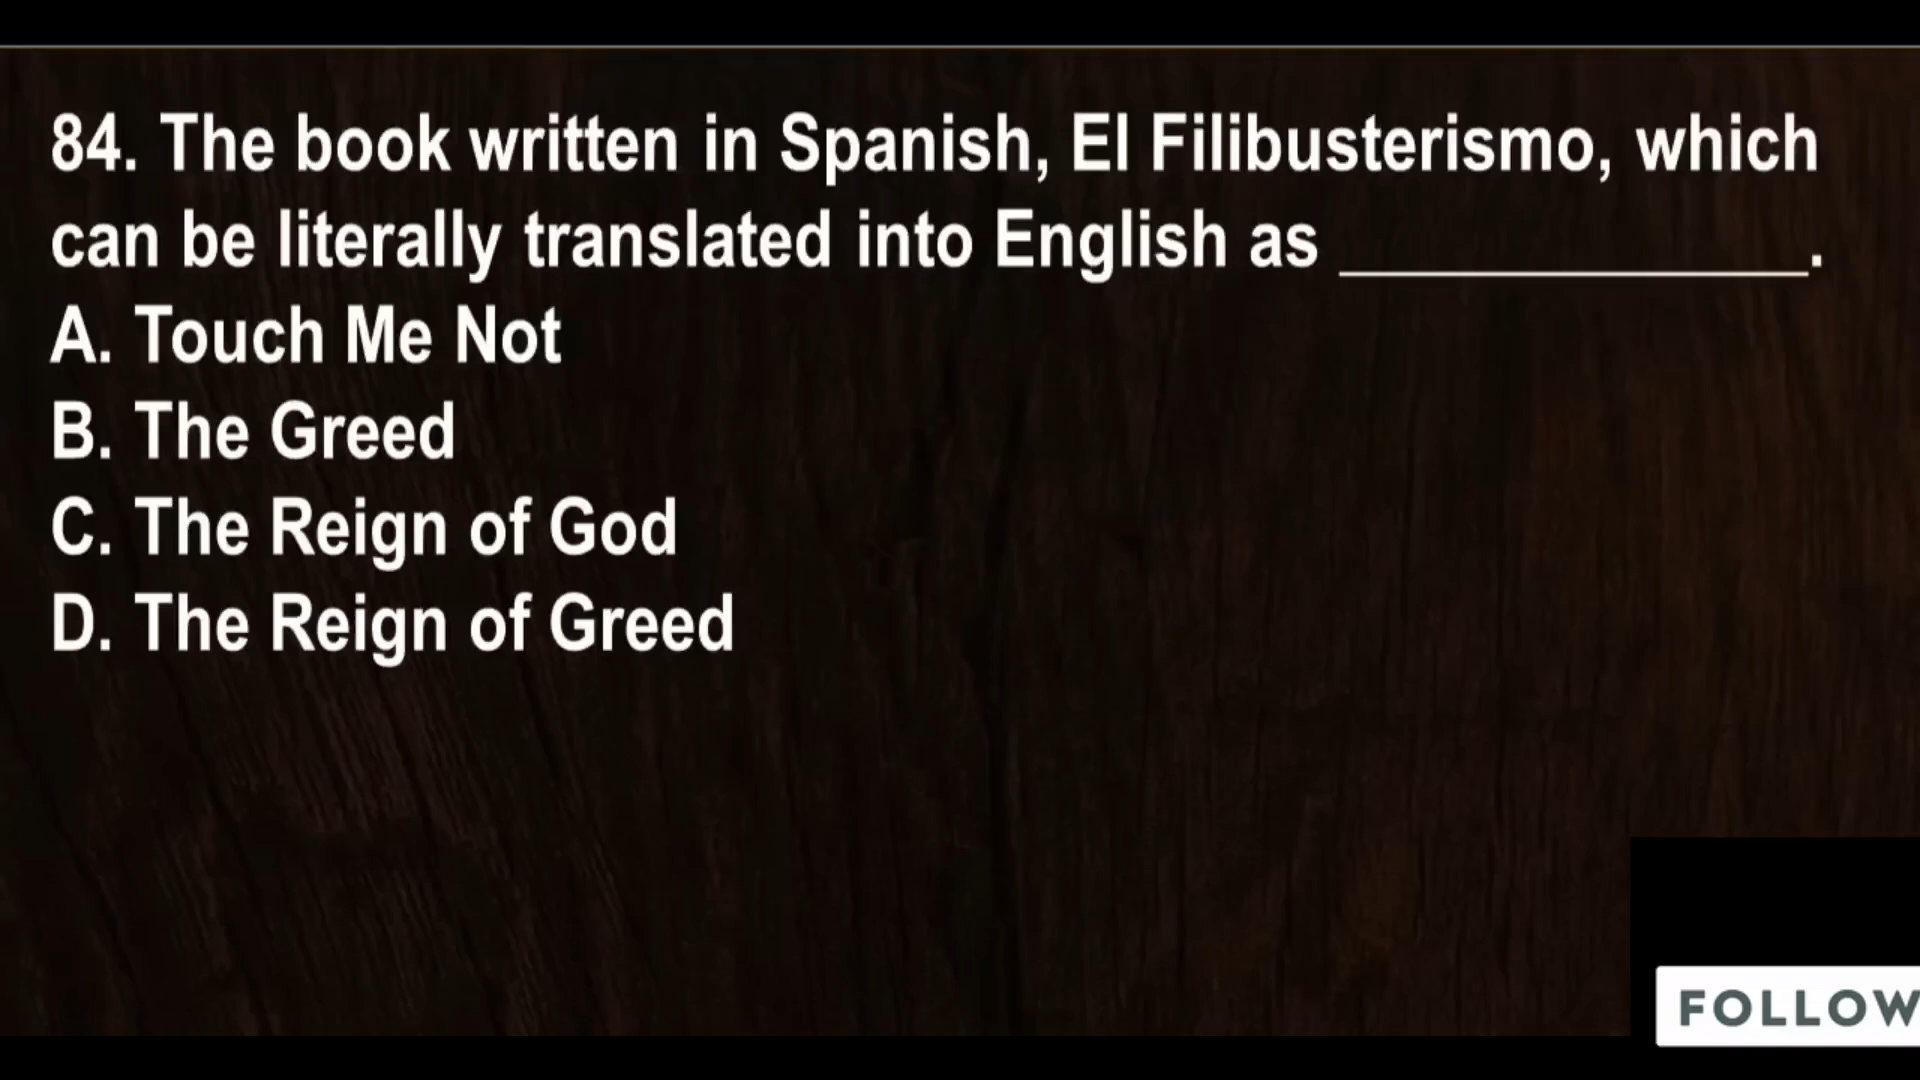 84. The book written in Spanish, El Filibusterismo, which
can be literally translated into English as ______________.
A. Touch Me Not
B. The Greed
C. The Reign of God
D. The Reign of Greed
FOLLOW